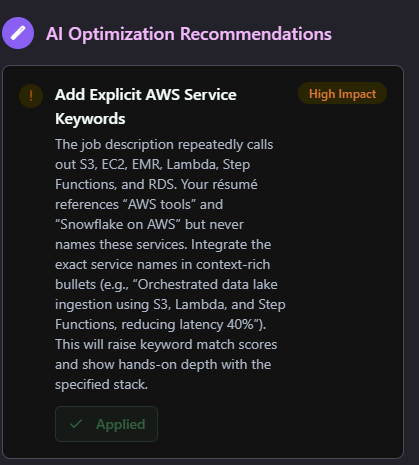 AI Optimization Recommendations
!
Add Explicit AWS Service
Keywords
High Impact
The job description repeatedly calls
out S3, EC2, EMR, Lambda, Step
Functions, and RDS. Your résumé
references “AWS tools” and
“Snowflake on AWS” but never
names these services. Integrate the
exact service names in context-rich
bullets (e.g., “Orchestrated data lake
ingestion using S3, Lambda, and Step
Functions, reducing latency 40%”).
This will raise keyword match scores
and show hands-on depth with the
specified stack.
Applied